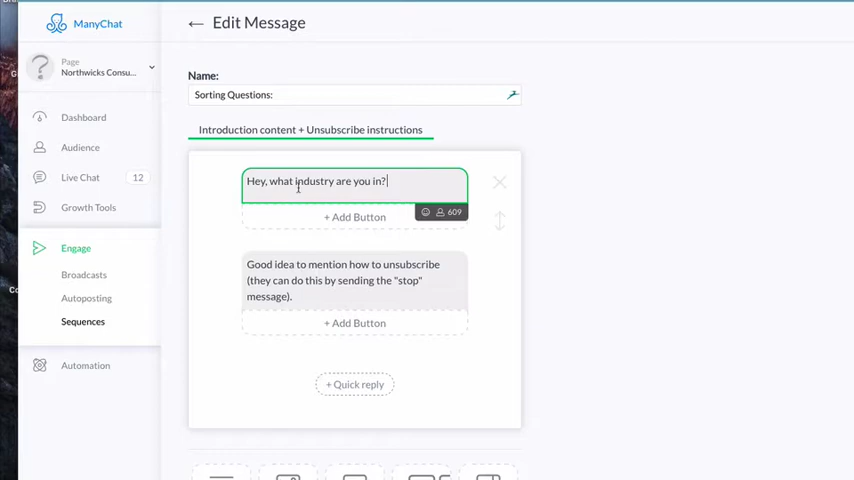 ManyChat
← Edit Message
Page
Northwicks Consu...
Name:
Sorting Questions:
Dashboard
Introduction content + Unsubscribe instructions
Audience
Live Chat 12
Hey, what industry are you in?
Growth Tools
609
+ Add Button
Engage
Broadcasts
Good idea to mention how to unsubscribe
(they can do this by sending the "stop"
message).
Autoposting
Sequences
+ Add Button
Automation
+ Quick reply